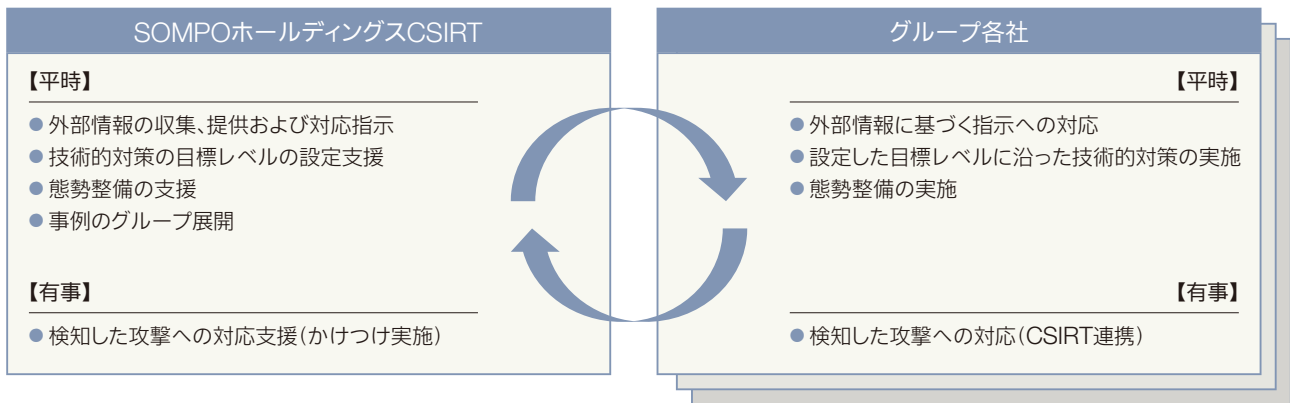 SOMPOホールディングスCSIRT
【平時】
● 外部情報の収集、提供および対応指示
● 技術的対策の目標レベルの設定支援
● 態勢整備の支援
● 事例のグループ展開
【有事】
● 検知した攻撃への対応支援(かけつけ実施)
グループ各社
【平時】
● 外部情報に基づく指示への対応
● 設定した目標レベルに沿った技術的対策の実施
● 態勢整備の実施
【有事】
● 検知した攻撃への対応(CSIRT連携)